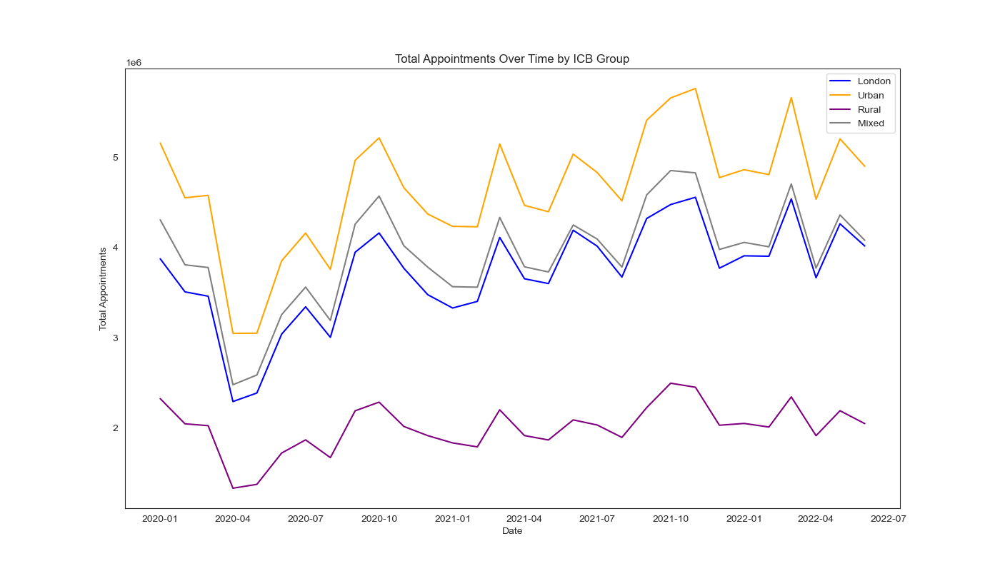 Total Appointments Over Time by ICB Group
1e6
London
Urban
Rural
Mixed
5
4
3
2
Total Appointments
2020-01 2020-04 2020-07 2020-10 2021-01 2021-04 2021-07 2021-10 2022-01 2022-04 2022-07
Date